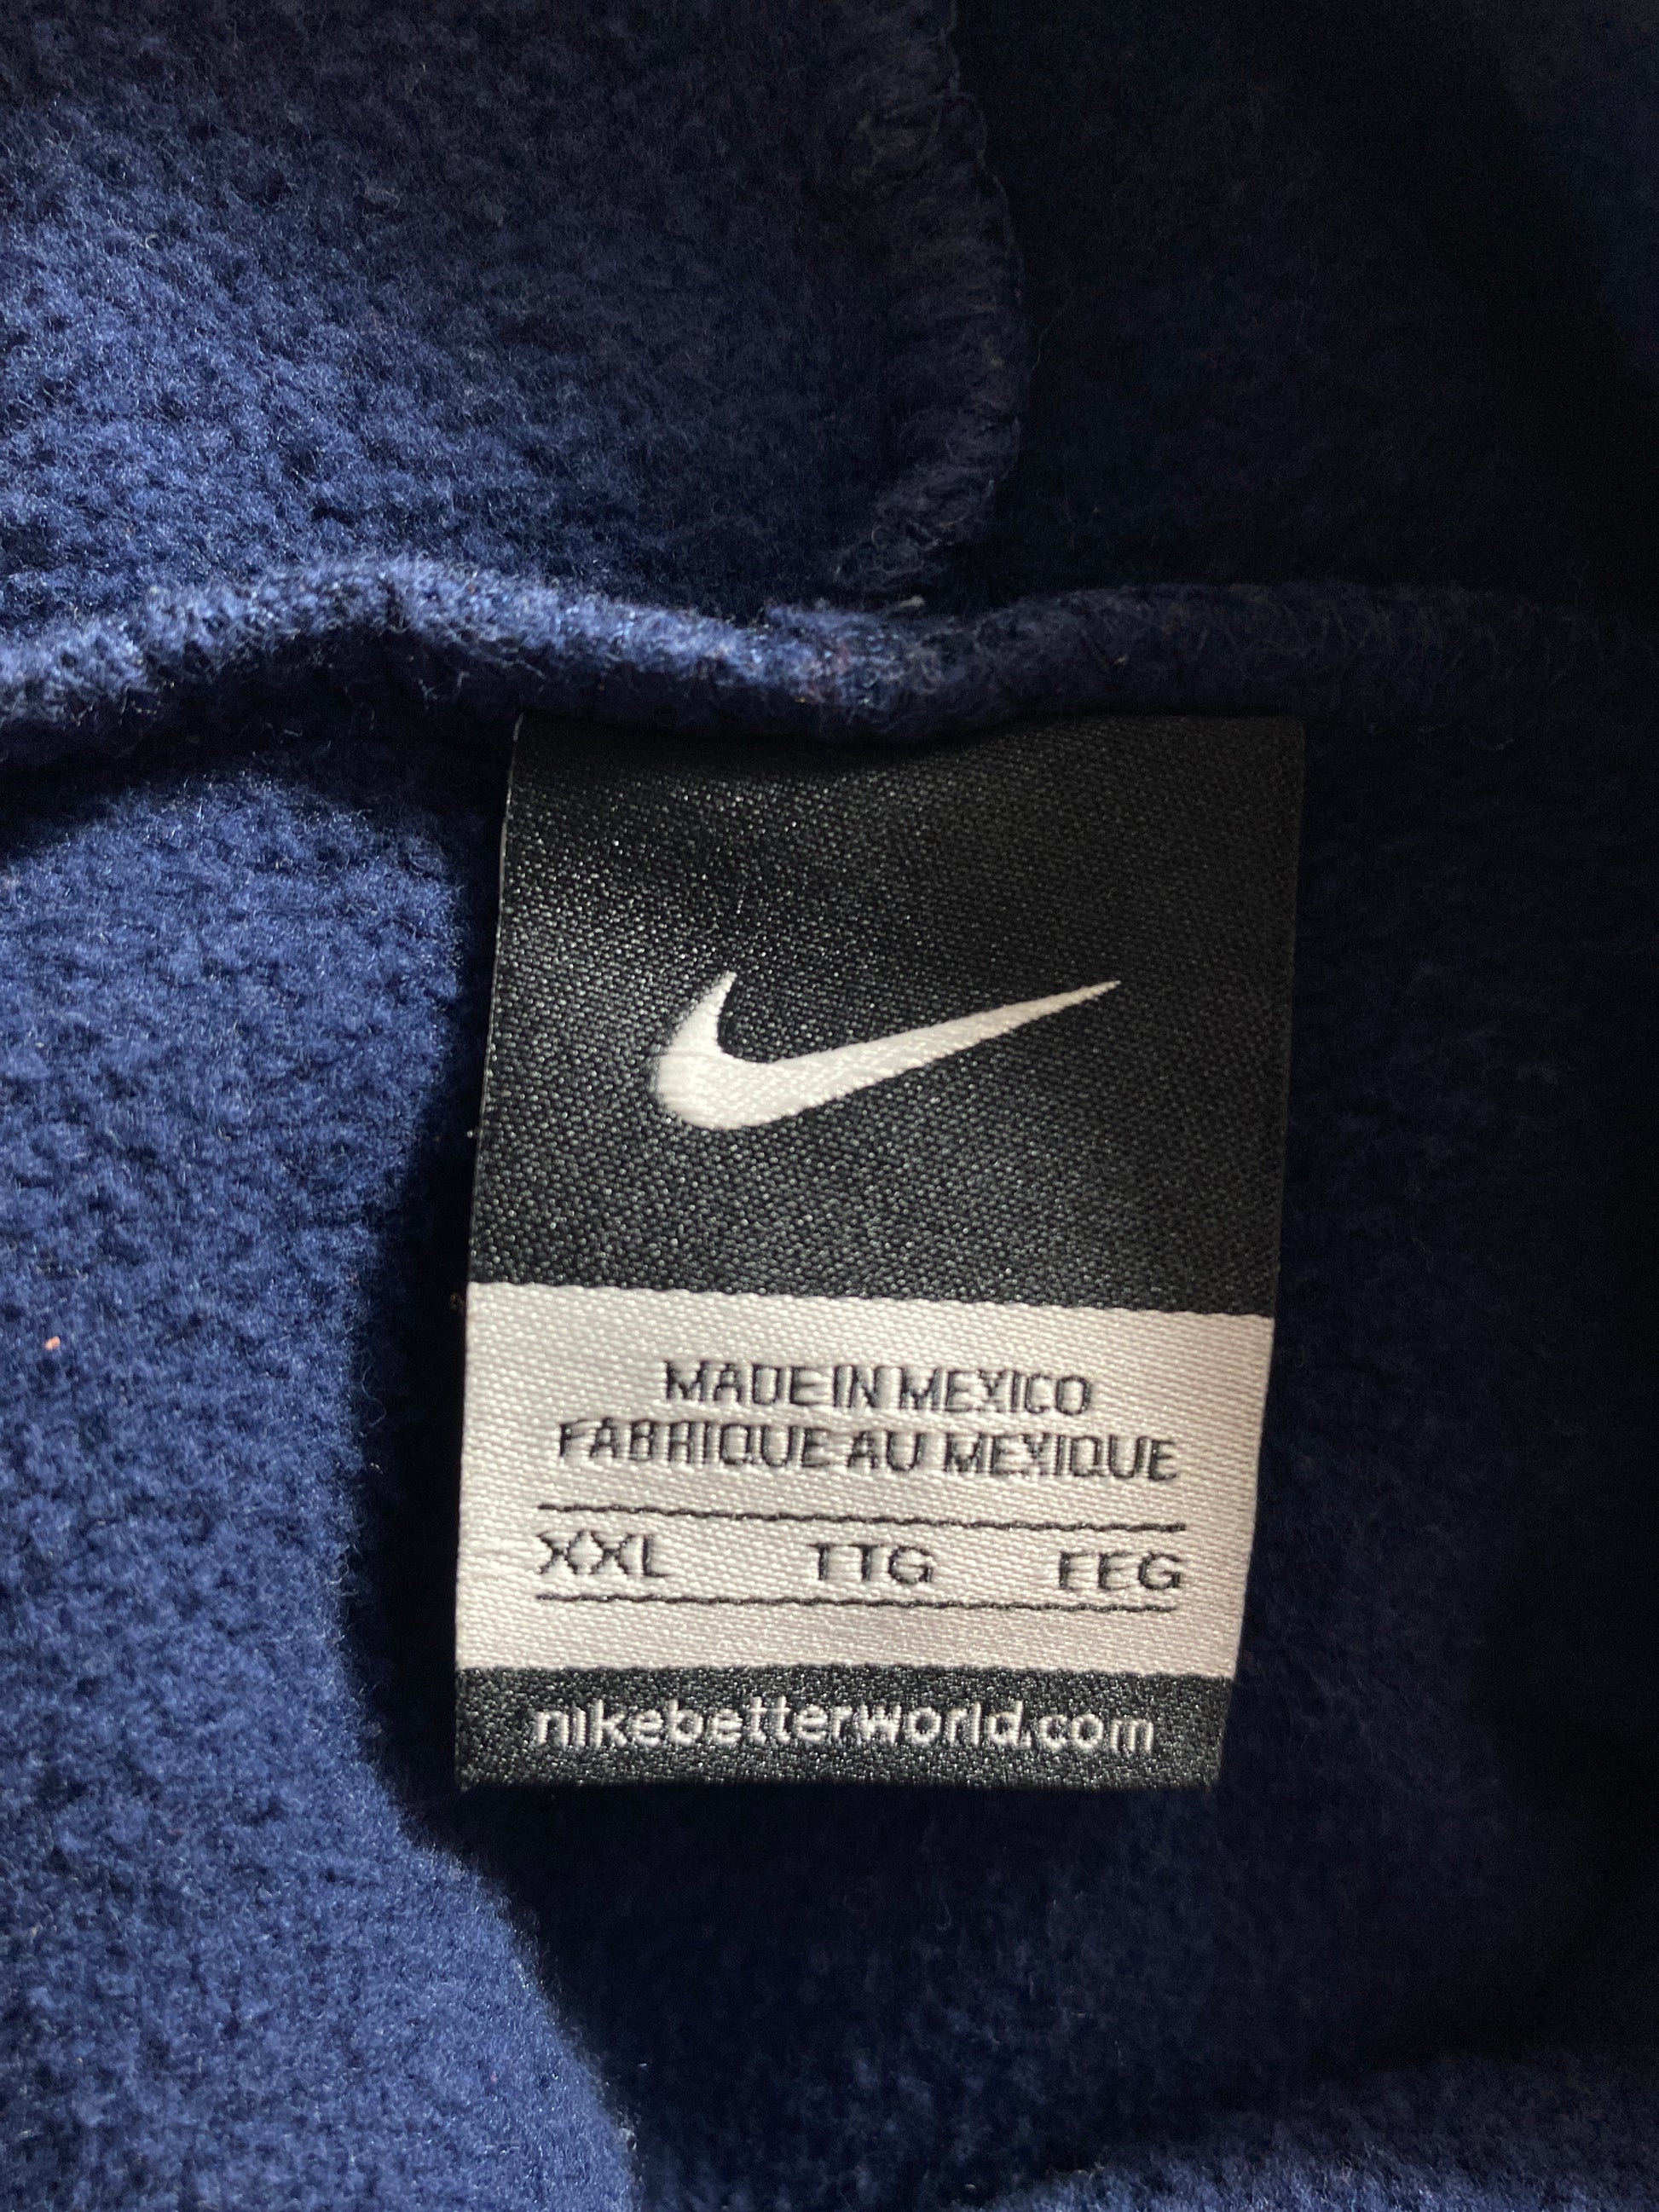 MADE IN MEXICO
FABRIQUE AU MEXIQUE
XXL TTG EEG
nikebetterworld.com